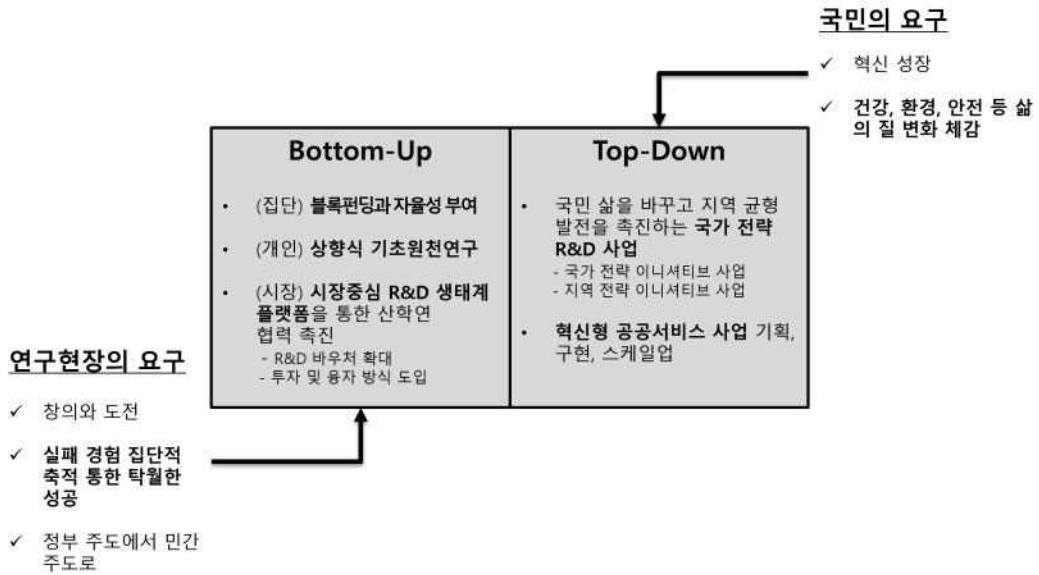 국민의 요구
✓ 혁신 성장
✓ 건강, 환경, 안전 등 삶
의 질 변화 체감
Bottom-Up
• (집단) 블록펀딩과 자율성 부여
• (개인) 상향식 기초원천연구
• (시장) 시장중심 R&D 생태계
플랫폼을 통한 산학연
협력 촉진
- R&D 바우처 확대
- 투자 및 융자 방식 도입
Top-Down
• 국민 삶을 바꾸고 지역 균형
발전을 촉진하는 국가 전략
R&D 사업
- 국가 전략 이니셔티브 사업
- 지역 전략 이니셔티브 사업
• 혁신형 공공서비스 사업 기획,
구현, 스케일업
연구현장의 요구
✓ 창의와 도전
✓ 실패 경험 집단적
축적 통한 탁월한
성공
✓ 정부 주도에서 민간
주도로